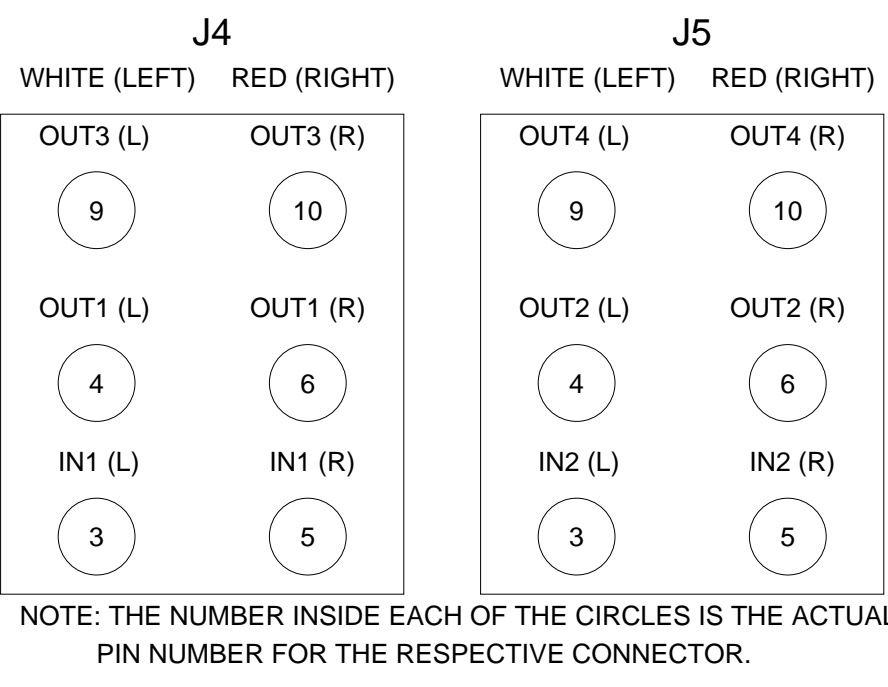 J4 J5
WHITE (LEFT) RED (RIGHT) WHITE (LEFT) RED (RIGHT)
OUT3 (L) OUT3 (R) OUT4 (L) OUT4 (R)
9 10 9 10
OUT1 (L) OUT1 (R) OUT2 (L) OUT2 (R)
4 6 4 6
IN1 (L) IN1 (R) IN2 (L) IN2 (R)
3 5 3 5
NOTE: THE NUMBER INSIDE EACH OF THE CIRCLES IS THE ACTUAL
PIN NUMBER FOR THE RESPECTIVE CONNECTOR.